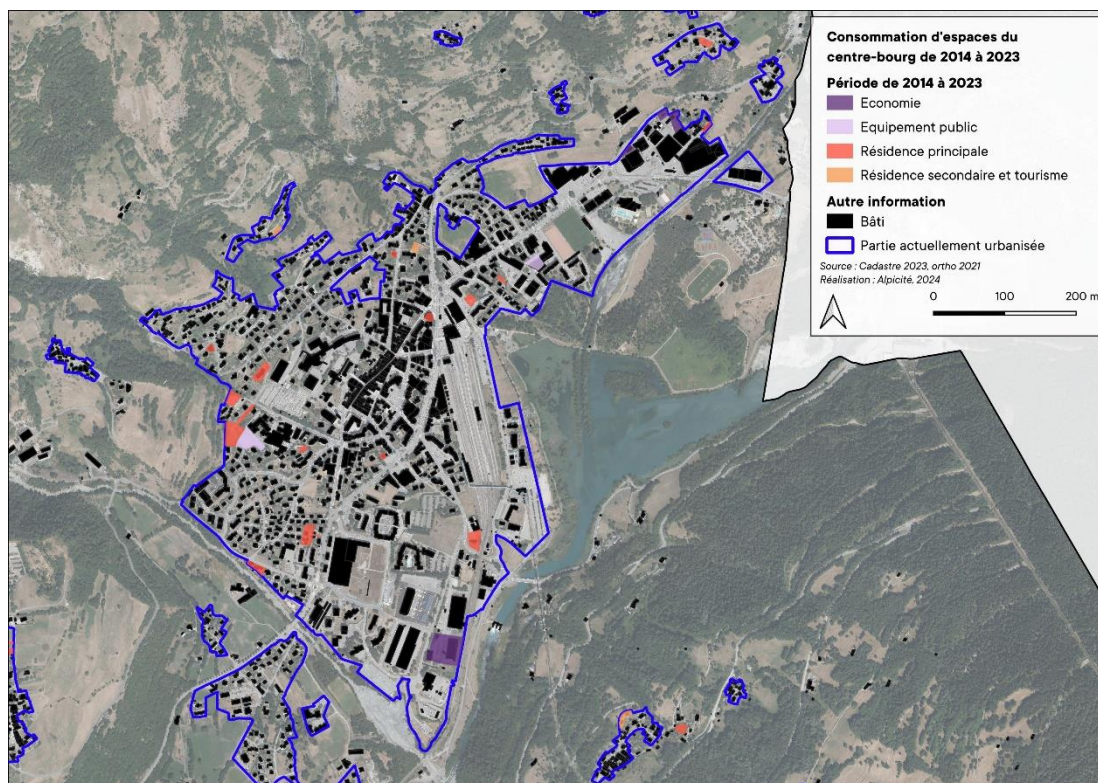 Consommation d'espaces du
centre-bourg de 2014 à 2023
Période de 2014 à 2023
Economie
Equipement public
Résidence principale
Résidence secondaire et tourisme
Autre information
Bâti
Partie actuellement urbanisée
Source : Cadastre 2023, ortho 2021
Réalisation : Alpicité, 2024
0 100 200 m